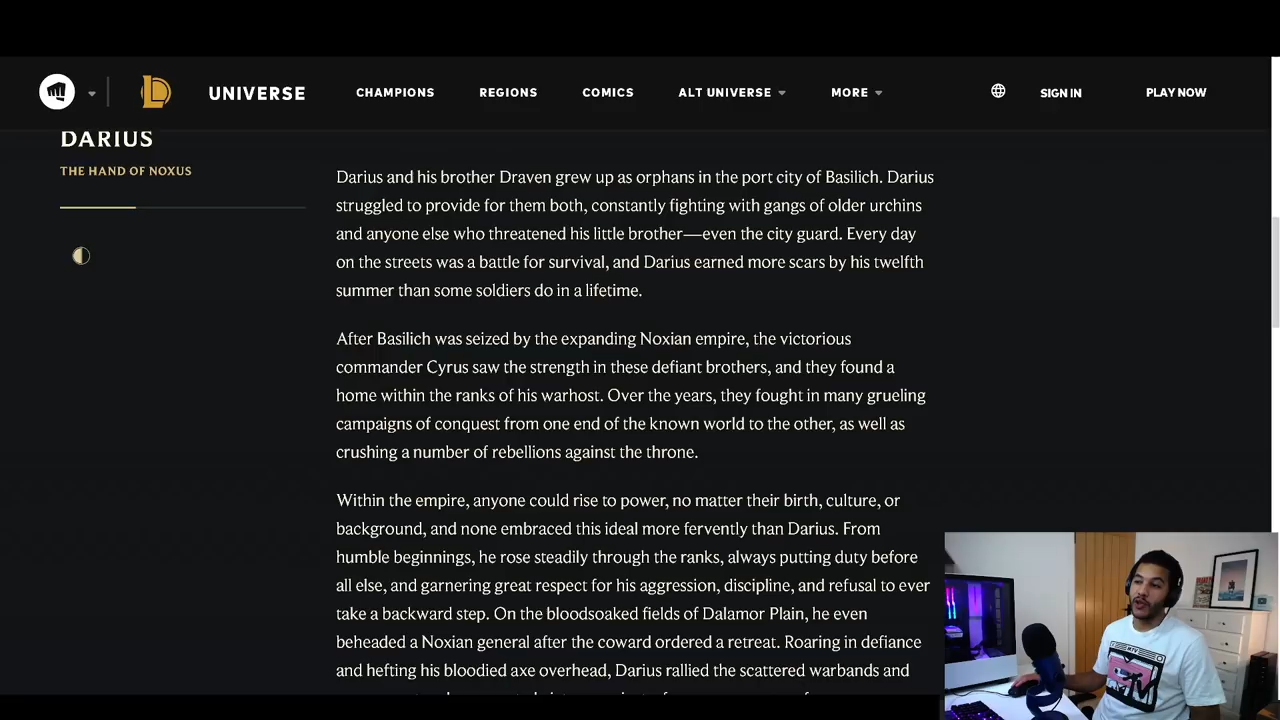 UNIVERSE
CHAMPIONS
REGIONS
COMICS
ALT UNIVERSE
MORE
SIGN IN
PLAY NOW
DARIUS
THE HAND OF NOXUS
Darius and his brother Draven grew up as orphans in the port city of Basilich. Darius
struggled to provide for them both, constantly fighting with gangs of older urchins
and anyone else who threatened his little brother—even the city guard. Every day
on the streets was a battle for survival, and Darius earned more scars by his twelfth
summer than some soldiers do in a lifetime.
After Basilich was seized by the expanding Noxian empire, the victorious
commander Cyrus saw the strength in these defiant brothers, and they found a
home within the ranks of his warhost. Over the years, they fought in many grueling
campaigns of conquest from one end of the known world to the other, as well as
crushing a number of rebellions against the throne.
Within the empire, anyone could rise to power, no matter their birth, culture, or
background, and none embraced this ideal more fervently than Darius. From
humble beginnings, he rose steadily through the ranks, always putting duty before
all else, and garnering great respect for his aggression, discipline, and refusal to ever
take a backward step. On the bloodsoaked fields of Dalamor Plain, he even
beheaded a Noxian general after the coward ordered a retreat. Roaring in defiance
and hefting his bloodied axe overhead, Darius rallied the scattered warbands and